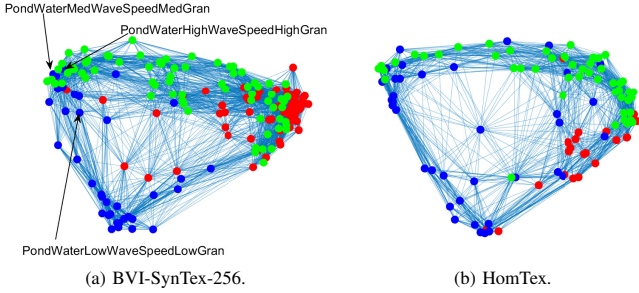 PondWaterMedWaveSpeedMedGran
PondWaterHighWaveSpeedHighGran
PondWaterLowWaveSpeedLowGran
(a) BVI-SynTex-256.
(b) HomTex.